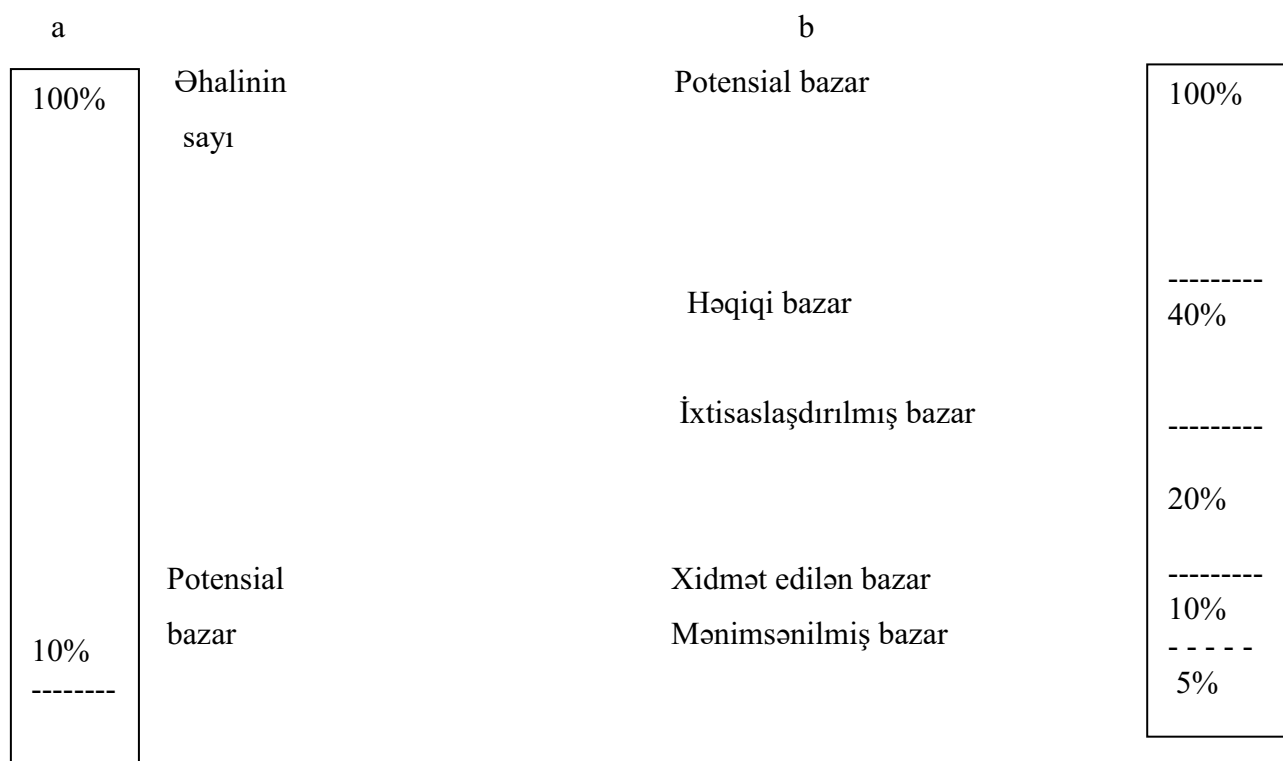 a b
100% Əhalinin Potensial bazar 100%
sayı
---------
Həqiqi bazar 40%
İxtisaslaşdırılmış bazar ---------
20%
Potensial Xidmət edilən bazar ---------
10%
bazar Mənimsənilmiş bazar
10% - - - - -
-------- 5%